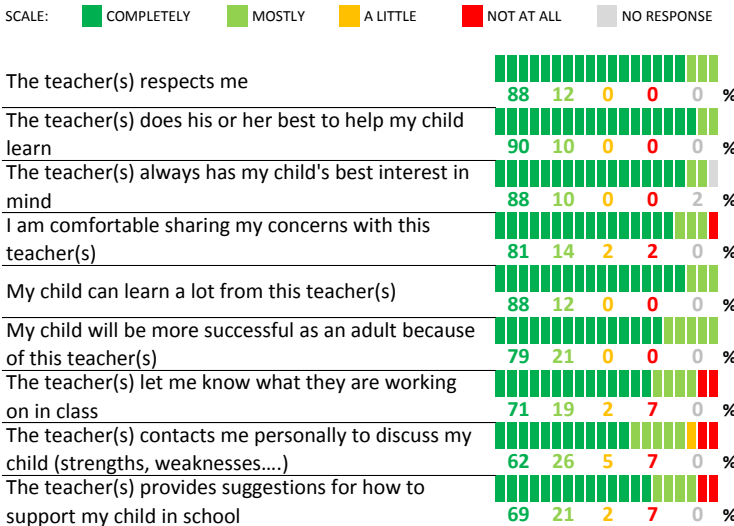 SCALE: COMPLETELY MOSTLY A LITTLE NOT AT ALL NO RESPONSE
The teacher(s) respects me
88 12 0 0 0 %
The teacher(s) does his or her best to help my child
learn
90 10 0 0 0 %
The teacher(s) always has my child's best interest in
mind
88 10 0 0 2 %
I am comfortable sharing my concerns with this
teacher(s)
81 14 2 2 0 %
My child can learn a lot from this teacher(s)
88 12 0 0 0 %
My child will be more successful as an adult because
of this teacher(s)
79 21 0 0 0 %
The teacher(s) let me know what they are working
on in class
71 19 2 7 0 %
The teacher(s) contacts me personally to discuss my
child (strengths, weaknesses....)
62 26 5 7 0 %
The teacher(s) provides suggestions for how to
support my child in school
69 21 2 7 0 %